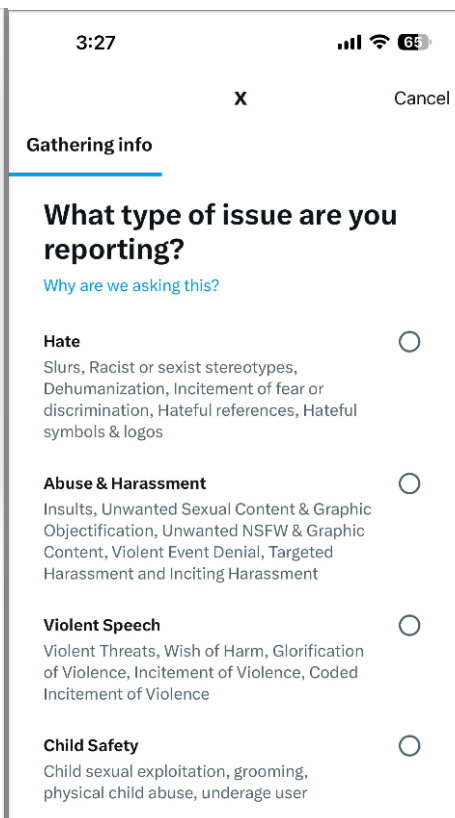 3:27
65
X
Cancel
Gathering info
What type of issue are you
reporting?
Why are we asking this?
Hate
Slurs, Racist or sexist stereotypes,
Dehumanization, Incitement of fear or
discrimination, Hateful references, Hateful
symbols & logos
Abuse & Harassment
Insults, Unwanted Sexual Content & Graphic
Objectification, Unwanted NSFW & Graphic
Content, Violent Event Denial, Targeted
Harassment and Inciting Harassment
Violent Speech
Violent Threats, Wish of Harm, Glorification
of Violence, Incitement of Violence, Coded
Incitement of Violence
Child Safety
Child sexual exploitation, grooming,
physical child abuse, underage user